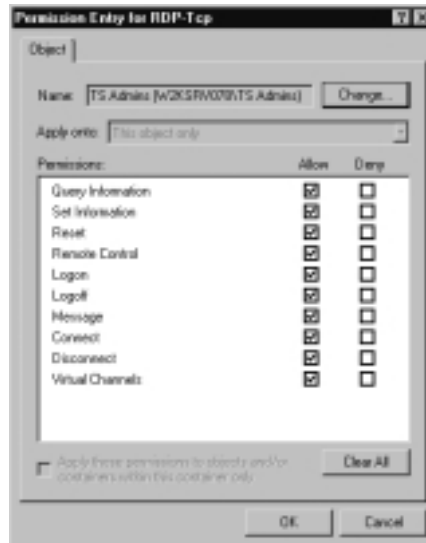 Permission Entry for RDP-Tcp
Object
Name: TS Admins (W2KSRV070\TS Admins) Change...
Apply onto: This object only
Permissions: Allow Deny
Query Information
Set Information
Reset
Remote Control
Logon
Logoff
Message
Connect
Disconnect
Virtual Channels
Apply these permissions to objects and/or
containers within this container only
Clear All
OK Cancel